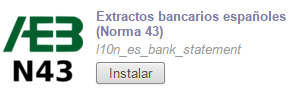 AEB
N43
Extractos bancarios españoles
(Norma 43)
l10n_es_bank_statement
Instalar